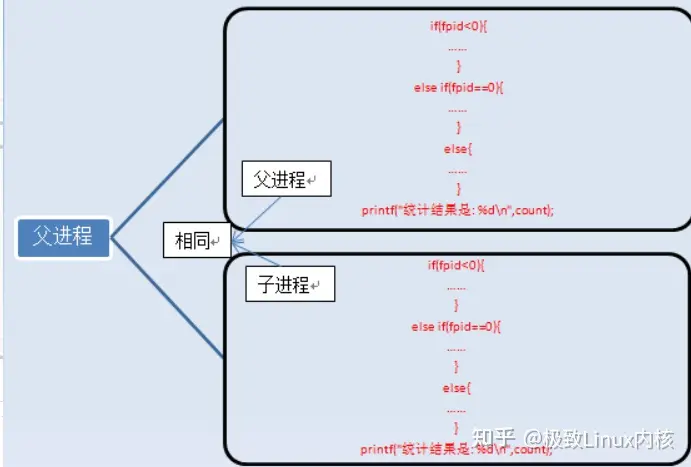 if(fpid<0){
……
}
else if(fpid==0){
……
}
else{
……
}
printf("统计结果是: %d\n",count);
父进程
父进程
相同
子进程
if(fpid<0){
……
}
else if(fpid==0){
……
}
else{
……
}
printf("统计结果是: %d\n",count);
知乎 @极致Linux内核